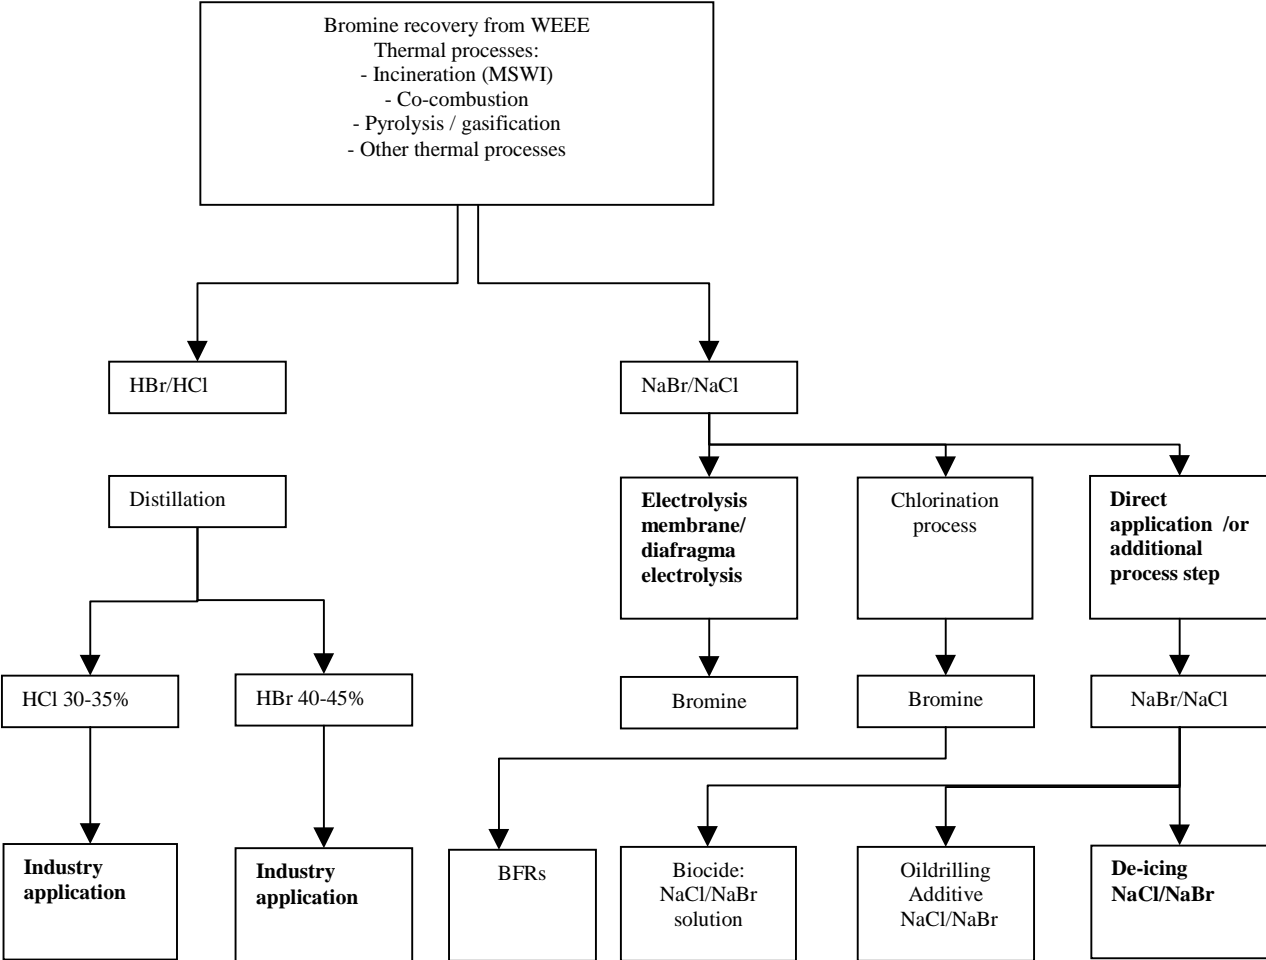 Bromine recovery from WEEE
Thermal processes:
- Incineration (MSWI)
- Co-combustion
- Pyrolysis / gasification
- Other thermal processes
HBr/HCl
NaBr/NaCl
Distillation
Electrolysis
membrane/
diafragma
electrolysis
Chlorination
process
Direct
application /or
additional
process step
HCl 30-35%
HBr 40-45%
Bromine
Bromine
NaBr/NaCl
Industry
application
Industry
application
BFRs
Biocide:
NaCl/NaBr
solution
Oildrilling
Additive
NaCl/NaBr
De-icing
NaCl/NaBr